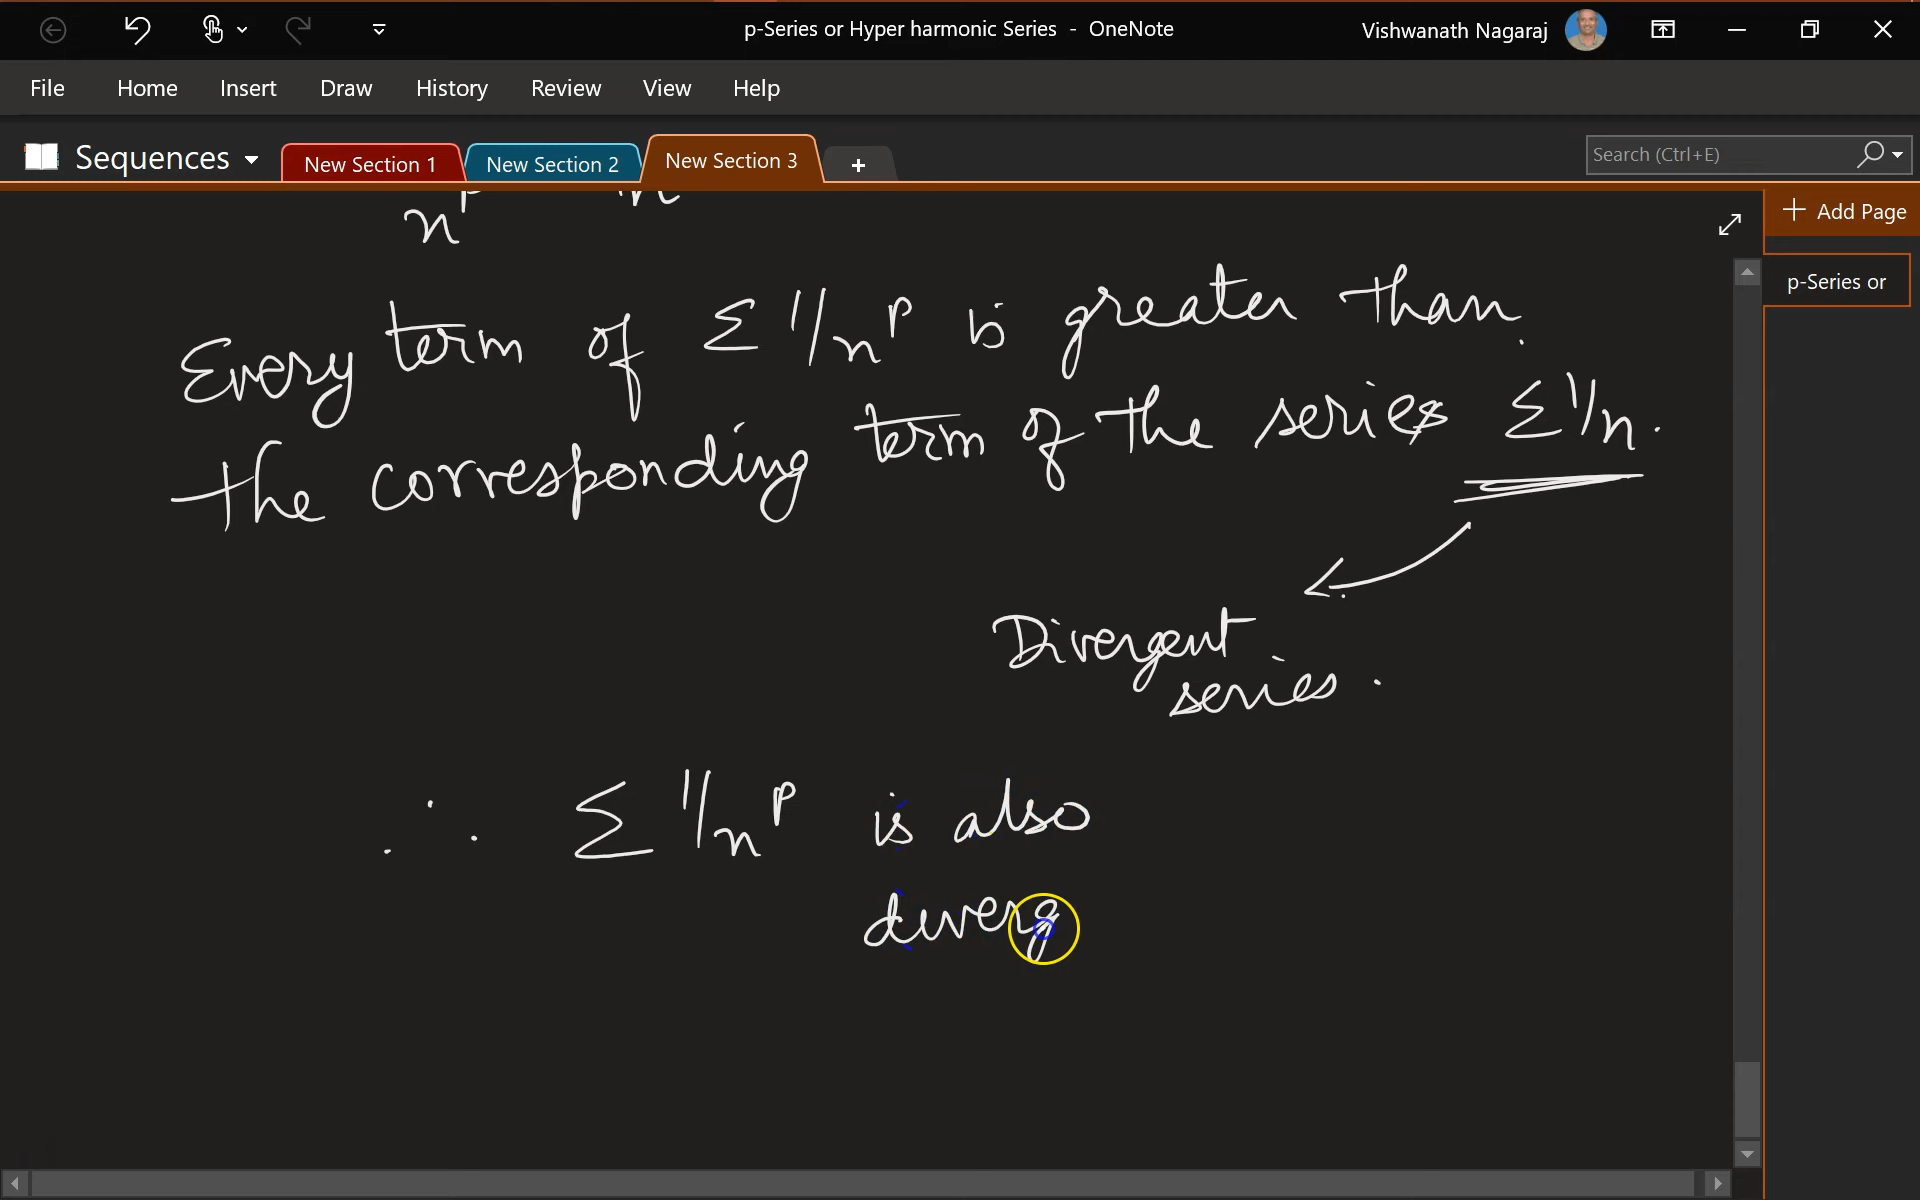 p-Series or Hyper harmonic Series - OneNote
Vishwanath Nagaraj
File Home Insert Draw History Review View Help
Sequences
New Section 1
New Section 2
New Section 3
+
Search (Ctrl+E)
+ Add Page
p-Series or
n^p n
Every term of Σ 1/n^p is greater than.
the corresponding term of the series Σ 1/n.
Divergent
series.
∴ Σ 1/n^p is also
diverg